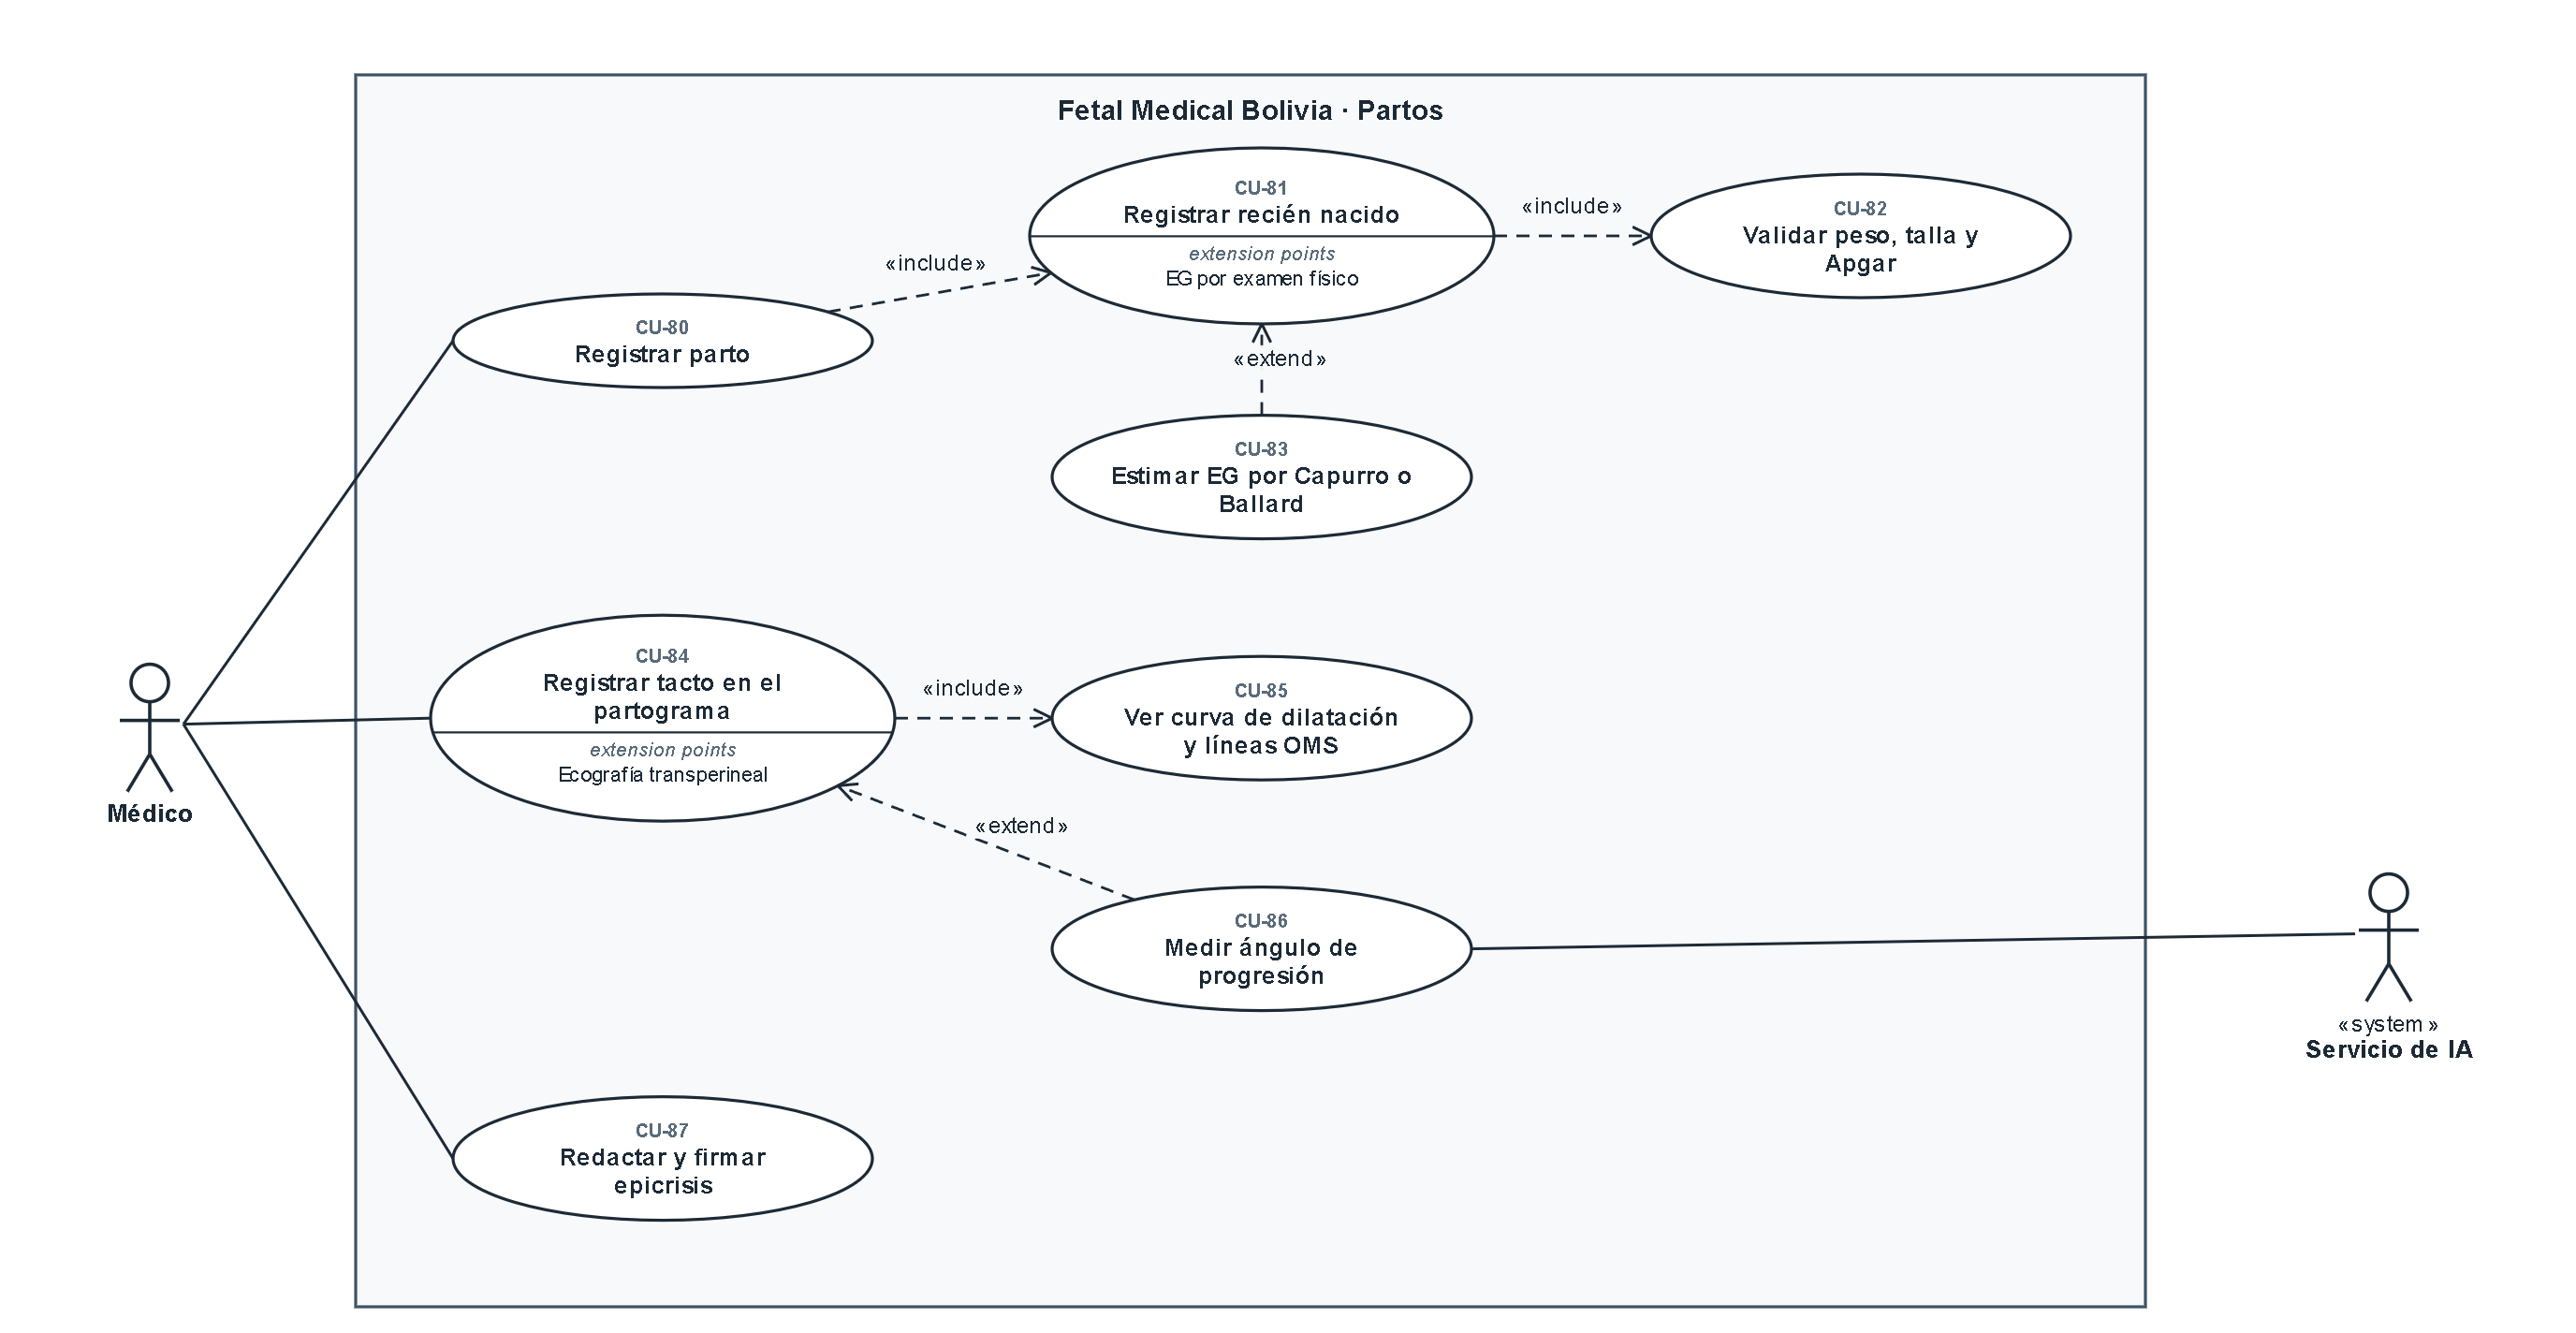 Fetal Medical Bolivia · Partos
CU-81
Registrar recién nacido
extension points
EG por examen físico
«include»
CU-82
Validar peso, talla y
Apgar
«include»
CU-80
Registrar parto
«extend»
CU-83
Estimar EG por Capurro o
Ballard
CU-84
Registrar tacto en el
partograma
extension points
Ecografía transperineal
«include»
CU-85
Ver curva de dilatación
y líneas OMS
Médico
«extend»
CU-86
Medir ángulo de
progresión
«system»
Servicio de IA
CU-87
Redactar y firmar
epicrisis